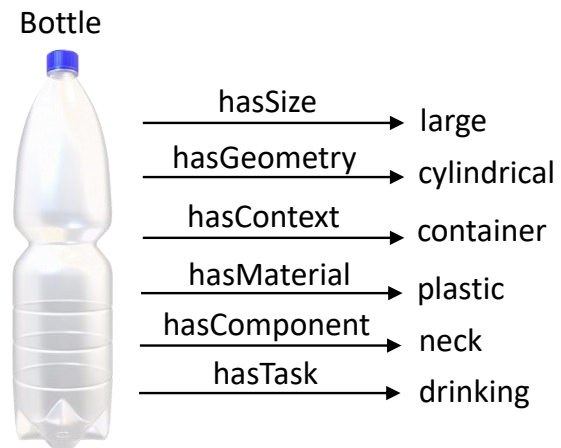 Bottle
hasSize
large
hasGeometry
cylindrical
hasContext
container
hasMaterial
plastic
hasComponent
neck
hasTask
drinking